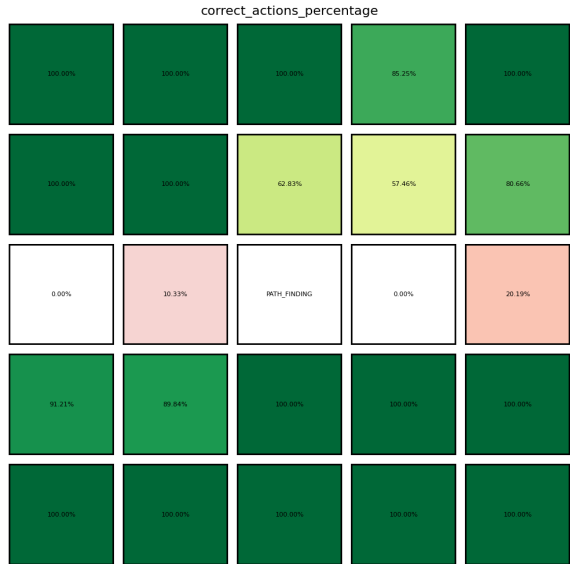 correct_actions_percentage
100.00% 100.00% 100.00% 85.25% 100.00%
100.00% 100.00% 62.83% 57.46% 80.66%
0.00% 10.33% PATH_FINDING 0.00% 20.19%
91.21% 89.84% 100.00% 100.00% 100.00%
100.00% 100.00% 100.00% 100.00% 100.00%